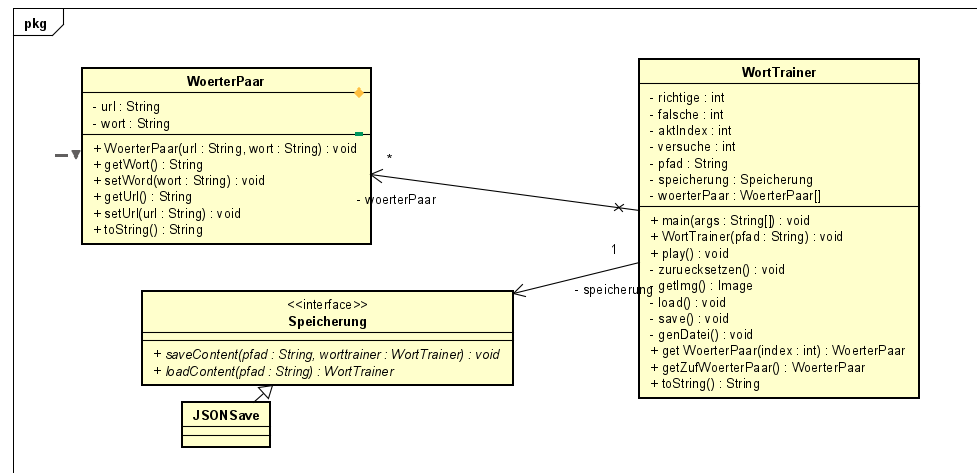 pkg
WoerterPaar
- url : String
- wort : String
+ WoerterPaar(url : String, wort : String) : void
+ getWort() : String
+ setWord(wort : String) : void
+ getUrl() : String
+ setUrl(url : String) : void
+ toString() : String
WortTrainer
- richtige : int
- falsche : int
- aktIndex : int
- versuche : int
- pfad : String
- speicherung : Speicherung
- woerterPaar : WoerterPaar[]
+ main(args : String[]) : void
+ WortTrainer(pfad : String) : void
+ play() : void
- zuruecksetzen() : void
- getImg() : Image
- load() : void
- save() : void
- genDatei() : void
+ get WoerterPaar(index : int) : WoerterPaar
+ getZufWoerterPaar() : WoerterPaar
+ toString() : String
*
- woerterPaar
1
- speicherung
<<interface>>
Speicherung
+ saveContent(pfad : String, worttrainer : WortTrainer) : void
+ loadContent(pfad : String) : WortTrainer
JSONSave